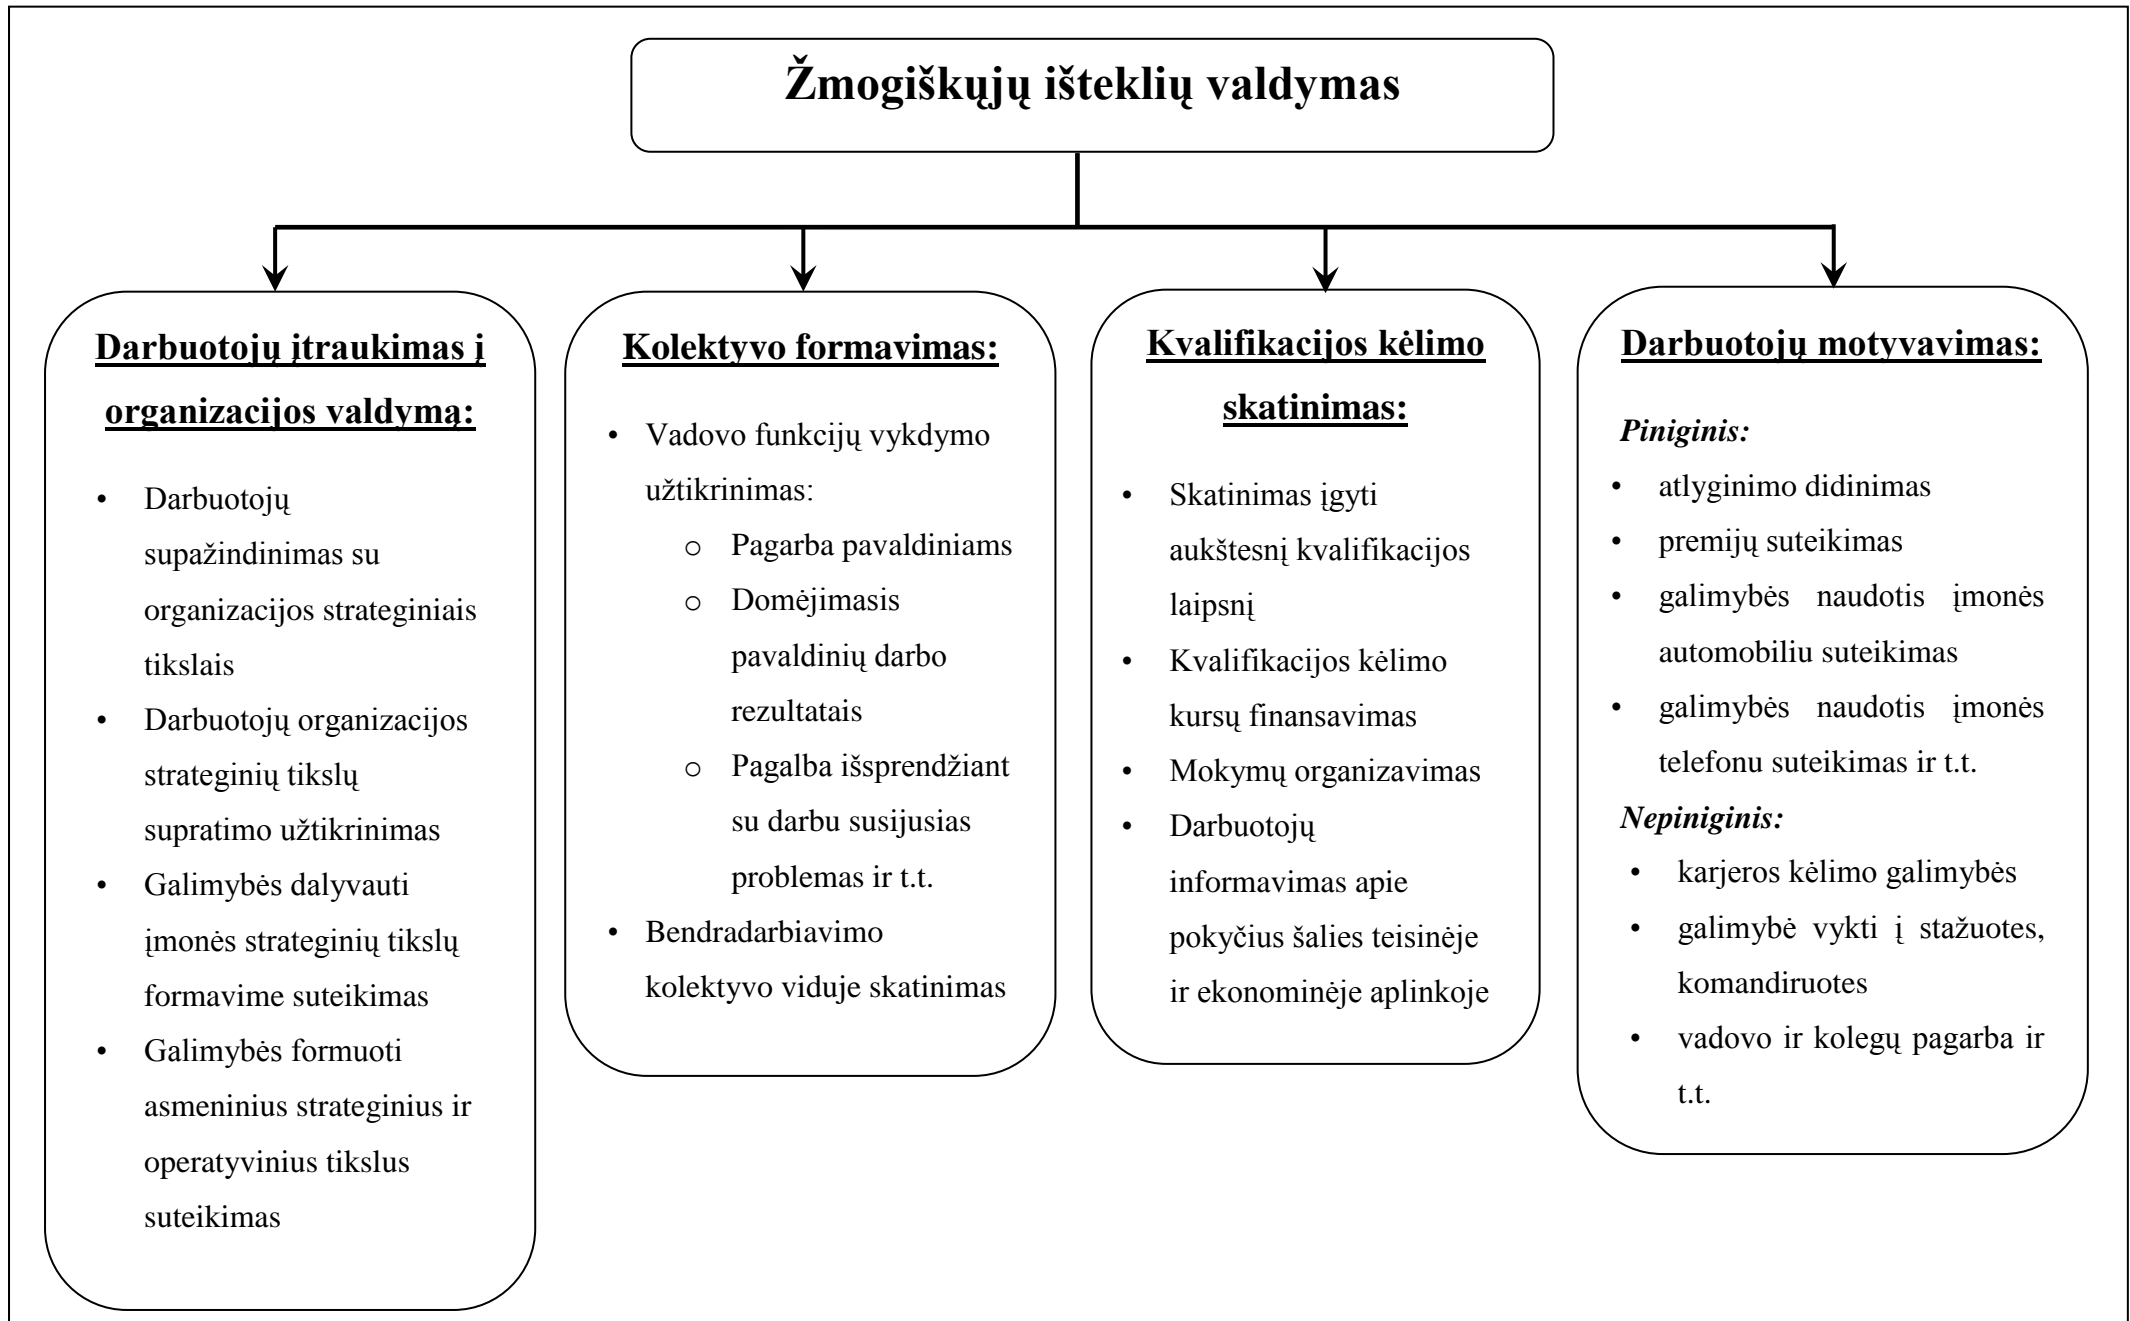 Žmogiškųjų išteklių valdymas
Darbuotojų įtraukimas į
organizacijos valdymą:
• Darbuotojų
supažindinimas su
organizacijos strateginiais
tikslais
• Darbuotojų organizacijos
strateginių tikslų
supratimo užtikrinimas
• Galimybės dalyvauti
įmonės strateginių tikslų
formavime suteikimas
• Galimybės formuoti
asmeninius strateginius ir
operatyvinius tikslus
suteikimas
Kolektyvo formavimas:
• Vadovo funkcijų vykdymo
užtikrinimas:
o Pagarba pavaldiniams
o Domėjimasis
pavaldinių darbo
rezultatais
o Pagalba išsprendžiant
su darbu susijusias
problemas ir t.t.
• Bendradarbiavimo
kolektyvo viduje skatinimas
Kvalifikacijos kėlimo
skatinimas:
• Skatinimas įgyti
aukštesnį kvalifikacijos
laipsnį
• Kvalifikacijos kėlimo
kursų finansavimas
• Mokymų organizavimas
• Darbuotojų
informavimas apie
pokyčius šalies teisinėje
ir ekonominėje aplinkoje
Darbuotojų motyvavimas:
Piniginis:
• atlyginimo didinimas
• premijų suteikimas
• galimybės naudotis įmonės
automobiliu suteikimas
• galimybės naudotis įmonės
telefonu suteikimas ir t.t.
Nepiniginis:
• karjeros kėlimo galimybės
• galimybė vykti į stažuotes,
komandiruotes
• vadovo ir kolegų pagarba ir
t.t.